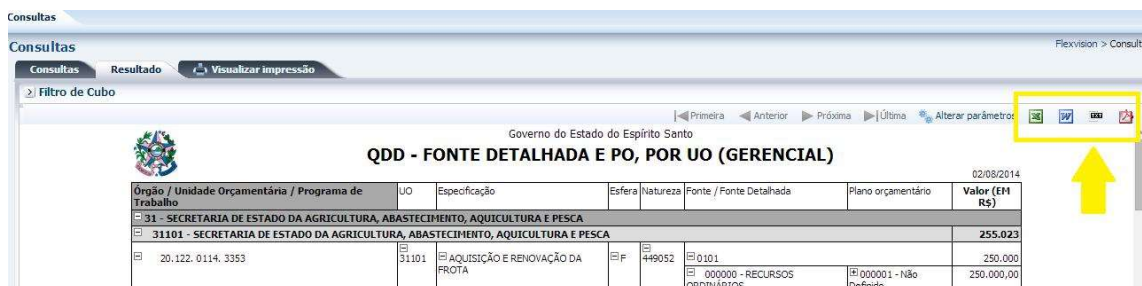 Consultas
Consultas
Flexvision > Consult
Consultas Resultado Visualizar impressão
Filtro de Cubo
Primeira Anterior Próxima Última Alterar parâmetros
Governo do Estado do Espírito Santo
QDD - FONTE DETALHADA E PO, POR UO (GERENCIAL)
02/08/2014
Órgão / Unidade Orçamentária / Programa de Trabalho UO Especificação Esfera Natureza Fonte / Fonte Detalhada Plano orçamentário Valor (EM R$)
31 - SECRETARIA DE ESTADO DA AGRICULTURA, ABASTECIMENTO, AQUICULTURA E PESCA
31101 - SECRETARIA DE ESTADO DA AGRICULTURA, ABASTECIMENTO, AQUICULTURA E PESCA 255.023
20.122. 0114. 3353 31101 AQUISIÇÃO E RENOVAÇÃO DA FROTA F 449052 0101 250.000
000000 - RECURSOS ORDINÁRIOS 000001 - Não Definido 250.000,00